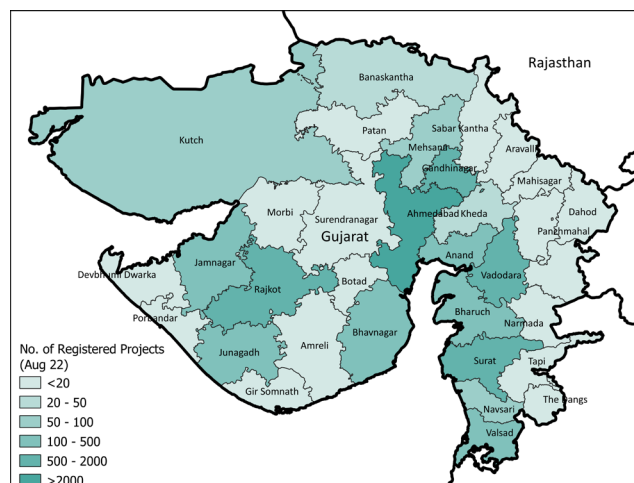 Rajasthan
Banaskantha
Patan
Sabar Kantha
Kutch
Mehsana
Aravalli
Gandhinagar
Mahisagar
Morbi
Surendranagar
Ahmedabad
Kheda
Dahod
Panchmahal
Gujarat
Devbhumi Dwarka
Jamnagar
Anand
Rajkot
Botad
Vadodara
Porbandar
Bhavnagar
Bharuch
Narmada
No. of Registered Projects
(Aug 22)
Junagadh
Amreli
Surat
Tapi
<20
Gir Somnath
20 - 50
The Dangs
50 - 100
Navsari
100 - 500
Valsad
500 - 2000
>2000